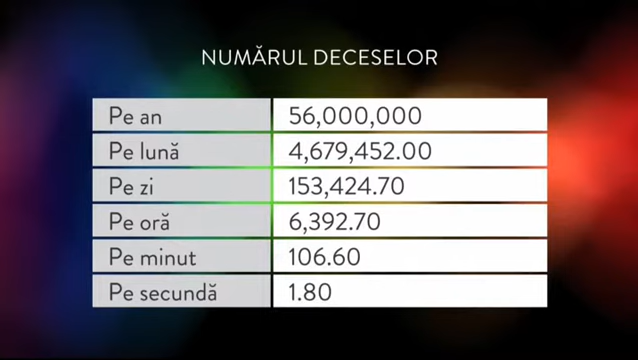 NUMĂRUL DECESELOR
Pe an 56,000,000
Pe lună 4,679,452.00
Pe zi 153,424.70
Pe oră 6,392.70
Pe minut 106.60
Pe secundă 1.80